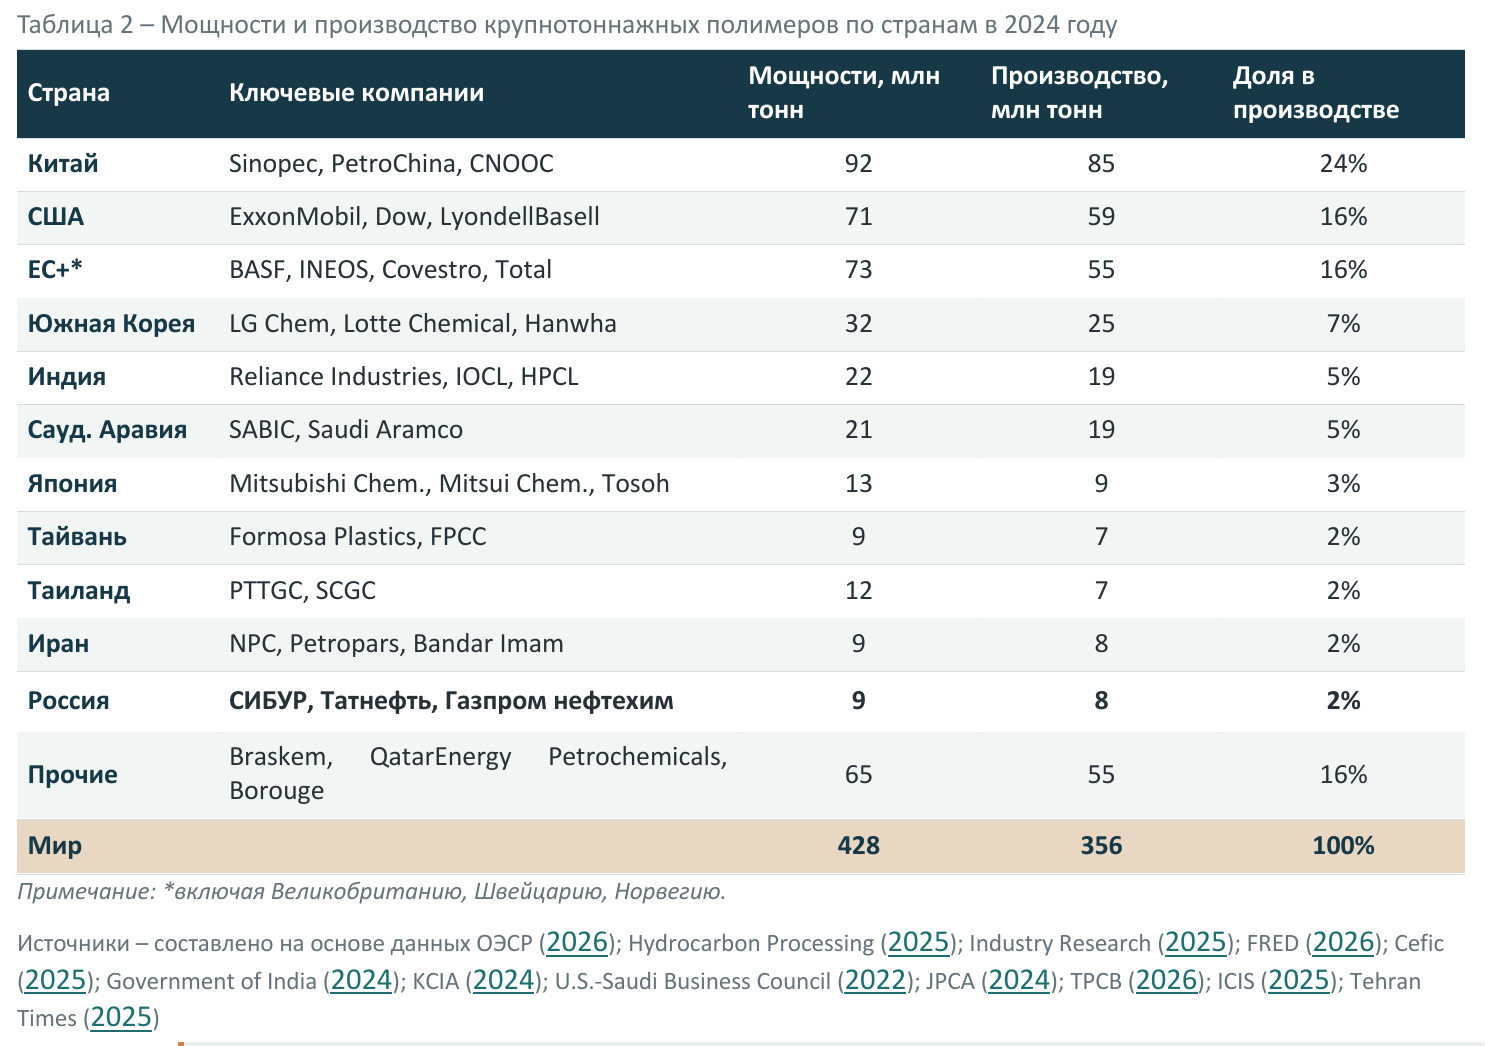 Таблица 2 – Мощности и производство крупнотоннажных полимеров по странам в 2024 году
Страна Ключевые компании Мощности, млн тонн Производство, млн тонн Доля в производстве
Китай Sinopec, PetroChina, CNOOC 92 85 24%
США ExxonMobil, Dow, LyondellBasell 71 59 16%
ЕС+* BASF, INEOS, Covestro, Total 73 55 16%
Южная Корея LG Chem, Lotte Chemical, Hanwha 32 25 7%
Индия Reliance Industries, IOCL, HPCL 22 19 5%
Сауд. Аравия SABIC, Saudi Aramco 21 19 5%
Япония Mitsubishi Chem., Mitsui Chem., Tosoh 13 9 3%
Тайвань Formosa Plastics, FPCC 9 7 2%
Таиланд PTTGC, SCGC 12 7 2%
Иран NPC, Petropars, Bandar Imam 9 8 2%
Россия СИБУР, Татнефть, Газпром нефтехим 9 8 2%
Прочие Braskem, QatarEnergy Petrochemicals, Borouge 65 55 16%
Мир 428 356 100%
Примечание: *включая Великобританию, Швейцарию, Норвегию.
Источники – составлено на основе данных ОЭСР (2026); Hydrocarbon Processing (2025); Industry Research (2025); FRED (2026); Cefic
(2025); Government of India (2024); KCIA (2024); U.S.-Saudi Business Council (2022); JPCA (2024); TPCB (2026); ICIS (2025); Tehran
Times (2025)